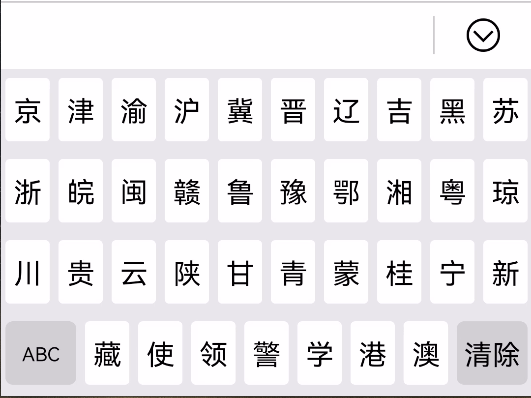 京 津 渝 沪 冀 晋 辽 吉 黑 苏
浙 皖 闽 赣 鲁 豫 鄂 湘 粤 琼
川 贵 云 陕 甘 青 蒙 桂 宁 新
ABC 藏 使 领 警 学 港 澳 清除